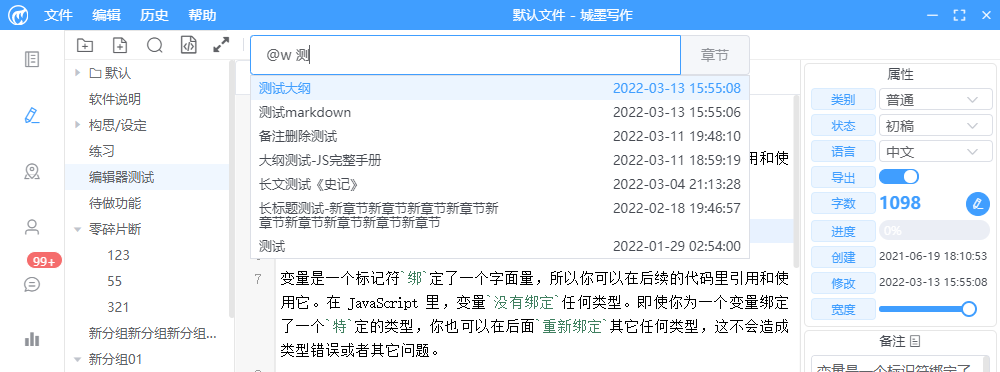 文件 编辑 历史 帮助 默认文件 - 城墨写作
@w 测 章节
测试大纲 2022-03-13 15:55:08
测试markdown 2022-03-13 15:55:06
备注删除测试 2022-03-11 19:48:10
大纲测试-JS完整手册 2022-03-11 18:59:19
长文测试《史记》 2022-03-04 21:13:28
长标题测试-新章节新章节新章节新章节新 2022-02-18 19:46:57
章节新章节新章节新章节新章节
测试 2022-01-29 02:54:00
默认
软件说明
构思/设定
练习
编辑器测试
待做功能
零碎片断
123
55
321
新分组新分组新分组...
新分组01
99+
引用和使
7 变量是一个标记符`绑`定了一个字面量，所以你可以在后续的代码里引用和使
用它。在 JavaScript 里，变量`没有绑定`任何类型。即使你为一个变量绑定
了一个`特`定的类型，你也可以在后面`重新绑定`其它任何类型，这不会造成
类型错误或者其它问题。
属性
类别 普通
状态 初稿
语言 中文
导出
字数 1098
进度 0%
创建 2021-06-19 18:10:53
修改 2022-03-13 15:55:08
宽度
备注
变量是一个标识符绑定了